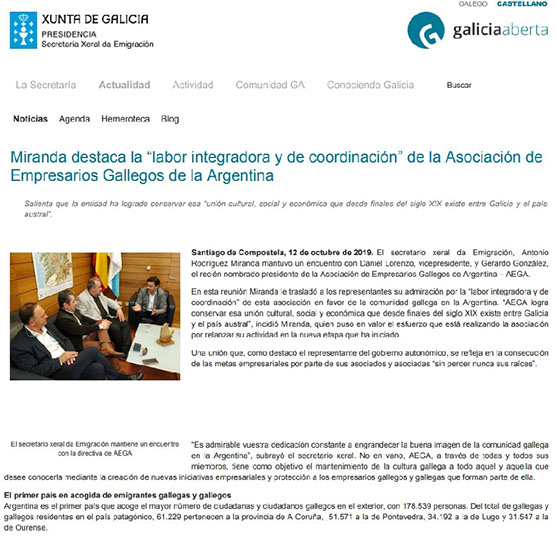 GALEGO CASTELLANO
XUNTA DE GALICIA
PRESIDENCIA
Secretaría Xeral da Emigración
galiciaaberta
La Secretaría Actualidad Actividad Comunidad GA Conociendo Galicia Buscar
Noticias Agenda Hemeroteca Blog
Miranda destaca la “labor integradora y de coordinación” de la Asociación de
Empresarios Gallegos de la Argentina
Salienta que la entidad ha logrado conservar esa “unión cultural, social y económica que desde finales del siglo XIX existe entre Galicia y el país
austral”.
Santiago de Compostela, 12 de octubre de 2019. El secretario xeral da Emigración, Antonio
Rodríguez Miranda mantuvo un encuentro con Daniel Lorenzo, vicepresidente, y Gerardo González,
el recién nombrado presidente de la Asociación de Empresarios Gallegos de Argentina – AEGA.
En esta reunión Miranda le trasladó a los representantes su admiración por la “labor integradora y de
coordinación” de esta asociación en favor de la comunidad gallega en la Argentina. “AEGA logra
conservar esa unión cultural, social y económica que desde finales del siglo XIX existe entre Galicia
y el país austral”, incidió Miranda, quien puso en valor el esfuerzo que está realizando la asociación
por relanzar su actividad en la nueva etapa que ha iniciado.
Una unión que, como destacó el representante del gobierno autonómico, se refleja en la consecución
de las metas empresariales por parte de sus asociados y asociadas “sin perder nunca sus raíces”.
El secretario xeral da Emigración mantiene un encuentro
con la directiva de AEGA
“Es admirable vuestra dedicación constante a engrandecer la buena imagen de la comunidad gallega
en la Argentina”, subrayó el secretario xeral. No en vano, AEGA, a través de todas y todos sus
miembros, tiene como objetivo el mantenimiento de la cultura gallega a todo aquel y aquella que
desee conocerla mediante la creación de nuevas iniciativas empresariales y protección a los empresarios gallegos y gallegas que forman parte de ella.
El primer país en acogida de emigrantes gallegas y gallegos
Argentina es el primer país que acoge el mayor número de ciudadanas y ciudadanos gallegos en el exterior, con 178.539 personas. Del total de gallegas y
gallegos residentes en el país patagónico, 61.229 pertenecen a la provincia de A Coruña, 51.571 a la de Pontevedra, 34.192 a la de Lugo y 31.547 a la
de Ourense.